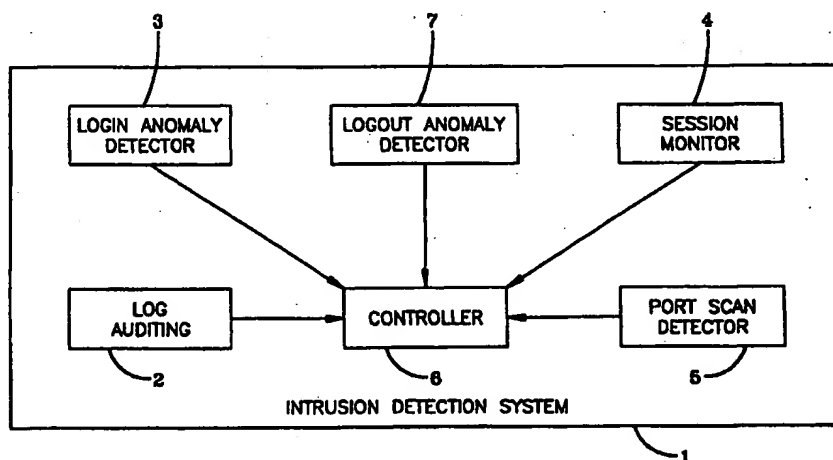 3
7
4
LOGIN ANOMALY
DETECTOR
LOGOUT ANOMALY
DETECTOR
SESSION
MONITOR
LOG
AUDITING
CONTROLLER
PORT SCAN
DETECTOR
2
6
5
INTRUSION DETECTION SYSTEM
1